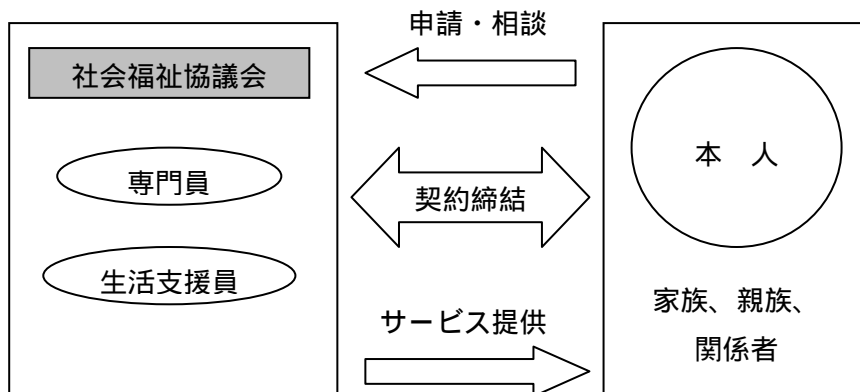 申請・相談
社会福祉協議会
専門員
生活支援員
契約締結
サービス提供
本　人
家族、親族、
関係者